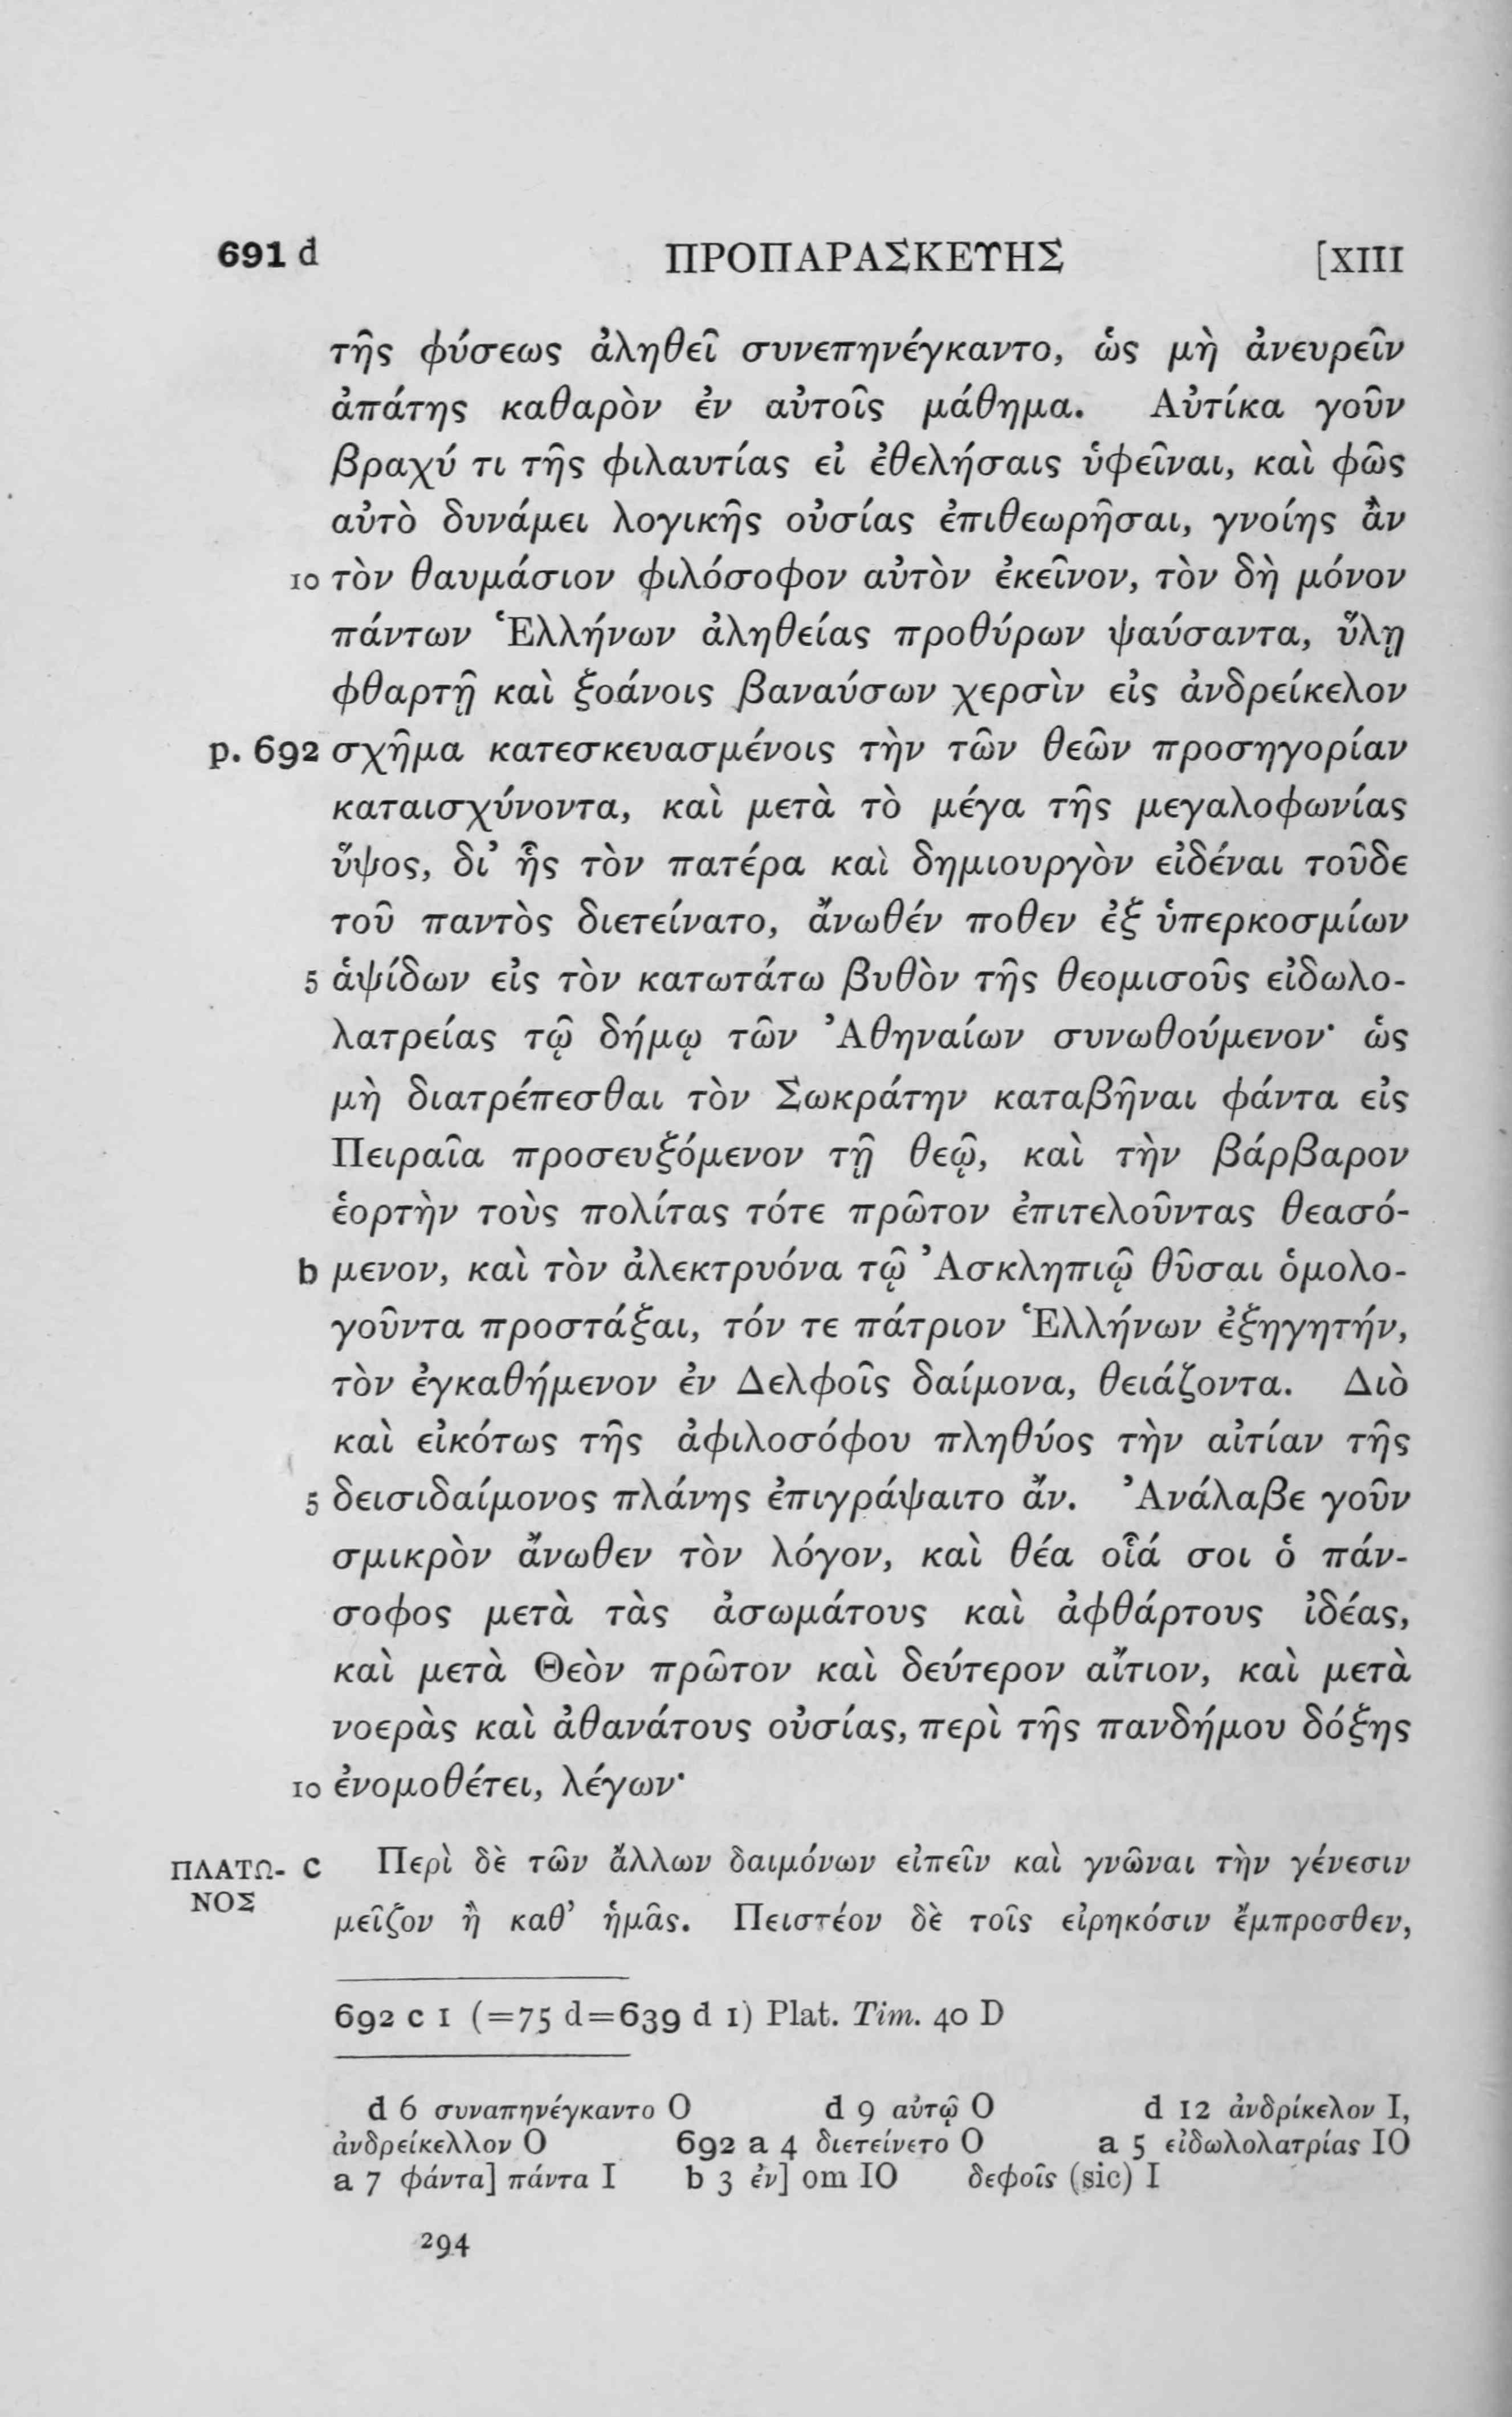 691 d ΠΡΟΠΑΡΑΣΚΕΥΗΣ [XIII
τῆς φύσεως ἀληθεῖ συνεπηνέγκαντο, ὡς μὴ ἀνευρεῖν
ἀπάτης καθαρὸν ἐν αὐτοῖς μάθημα. Αὐτίκα γοῦν
βραχύ τι τῆς φιλαυτίας εἰ ἐθελήσαις ὑφεῖναι, καὶ φῶς
αὐτὸ δυνάμει λογικῆς οὐσίας ἐπιθεωρῆσαι, γνοίης ἂν
10 τὸν θαυμάσιον φιλόσοφον αὐτὸν ἐκεῖνον, τὸν δὴ μόνον
πάντων Ἑλλήνων ἀληθείας προθύρων ψαύσαντα, ὕλῃ
φθαρτῇ καὶ ξοάνοις βαναύσων χερσὶν εἰς ἀνδρείκελον
p. 692 σχῆμα κατεσκευασμένοις τὴν τῶν θεῶν προσηγορίαν
καταισχύνοντα, καὶ μετὰ τὸ μέγα τῆς μεγαλοφωνίας
ὕψος, δι’ ἧς τὸν πατέρα καὶ δημιουργὸν εἰδέναι τοῦδε
τοῦ παντὸς διετείνατο, ἄνωθέν ποθεν ἐξ ὑπερκοσμίων
5 ἁψίδων εἰς τὸν κατωτάτω βυθὸν τῆς θεομισοῦς εἰδωλο-
λατρείας τῷ δήμῳ τῶν Ἀθηναίων συνωθούμενον· ὡς
μὴ διατρέπεσθαι τὸν Σωκράτην καταβῆναι φάντα εἰς
Πειραῖα προσευξόμενον τῇ θεῷ, καὶ τὴν βάρβαρον
ἑορτὴν τοὺς πολίτας τότε πρῶτον ἐπιτελοῦντας θεασό-
b μενον, καὶ τὸν ἀλεκτρυόνα τῷ Ἀσκληπιῷ θῦσαι ὁμολο-
γοῦντα προστάξαι, τόν τε πάτριον Ἑλλήνων ἐξηγητήν,
τὸν ἐγκαθήμενον ἐν Δελφοῖς δαίμονα, θειάζοντα. Διὸ
καὶ εἰκότως τῆς ἀφιλοσόφου πληθύος τὴν αἰτίαν τῆς
5 δεισιδαίμονος πλάνης ἐπιγράψαιτο ἄν. Ἀνάλαβε γοῦν
σμικρὸν ἄνωθεν τὸν λόγον, καὶ θέα οἷά σοι ὁ πάν-
σοφος μετὰ τὰς ἀσωμάτους καὶ ἀφθάρτους ἰδέας,
καὶ μετὰ Θεὸν πρῶτον καὶ δεύτερον αἴτιον, καὶ μετὰ
νοερὰς καὶ ἀθανάτους οὐσίας, περὶ τῆς πανδήμου δόξης
10 ἐνομοθέτει, λέγων·
ΠΛΑΤΩ- c Περὶ δὲ τῶν ἄλλων δαιμόνων εἰπεῖν καὶ γνῶναι τὴν γένεσιν
ΝΟΣ μεῖζον ἢ καθ’ ἡμᾶς. Πειστέον δὲ τοῖς εἰρηκόσιν ἔμπροσθεν,
692 c 1 (=75 d=639 d 1) Plat. Tim. 40 D
d 6 συναπηνέγκαντο O d 9 αὐτῷ O d 12 ἀνδρίκελον I,
ἀνδρείκελλον O 692 a 4 διετείνετο O a 5 εἰδωλολατρίας IO
a 7 φάντα] πάντα I b 3 ἐν] om IO δεφοῖς (sic) I
294